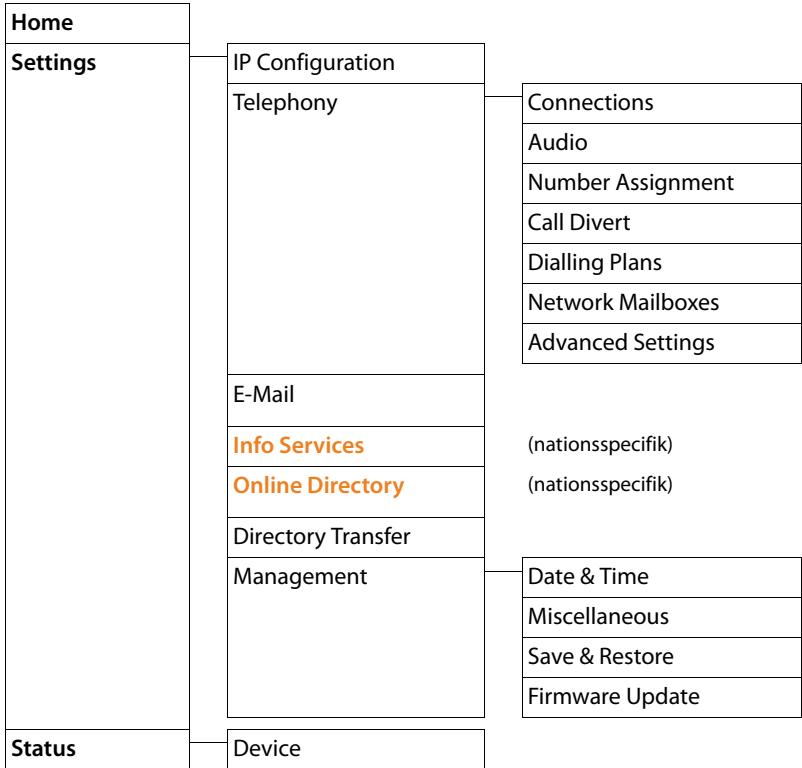 Home
Settings
IP Configuration
Telephony
Connections
Audio
Number Assignment
Call Divert
Dialling Plans
Network Mailboxes
Advanced Settings
E-Mail
Info Services
(nationsspecifik)
Online Directory
(nationsspecifik)
Directory Transfer
Management
Date & Time
Miscellaneous
Save & Restore
Firmware Update
Status
Device